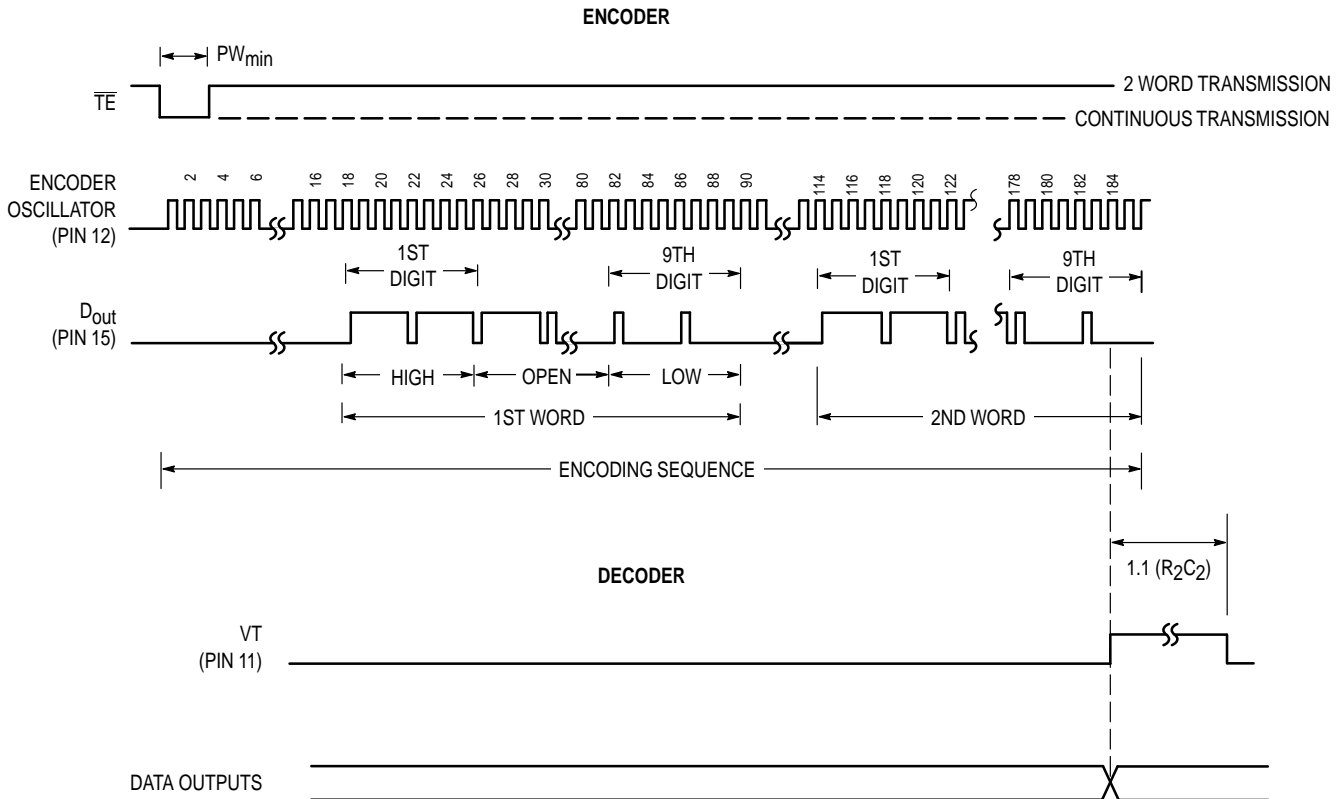 ENCODER
PWmin
TE
2 WORD TRANSMISSION
CONTINUOUS TRANSMISSION
ENCODER
OSCILLATOR
(PIN 12)
2 4 6 16 18 20 22 24 26 28 30 80 82 84 86 88 90 114 116 118 120 122 178 180 182 184
1ST
DIGIT
9TH
DIGIT
1ST
DIGIT
9TH
DIGIT
Dout
(PIN 15)
HIGH OPEN LOW
1ST WORD
2ND WORD
ENCODING SEQUENCE
1.1 (R2C2)
DECODER
VT
(PIN 11)
DATA OUTPUTS